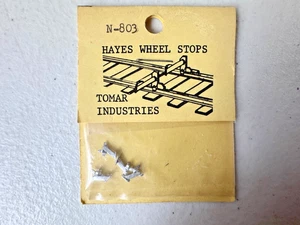 N-803
HAYES WHEEL STOPS
TOMAR
INDUSTRIES